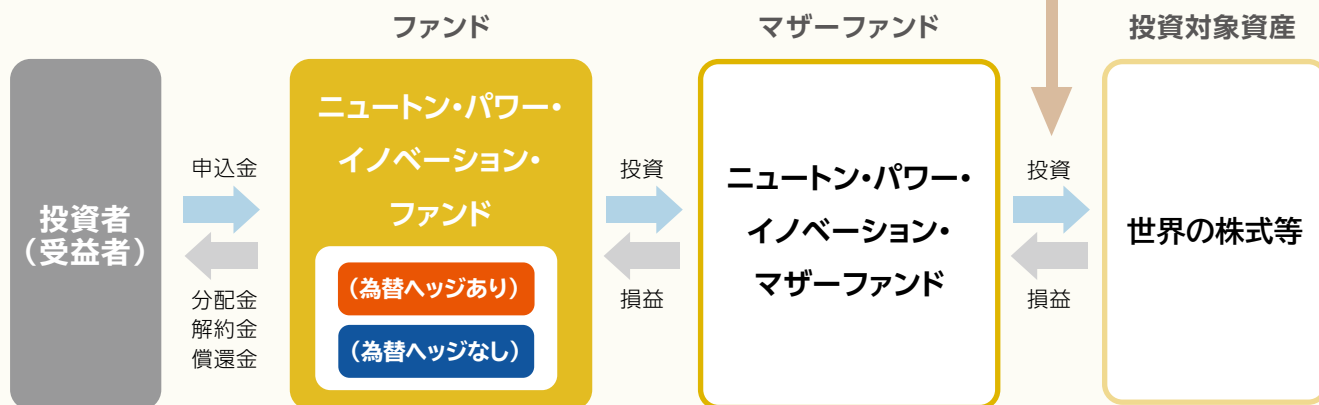 ファンド
マザーファンド
投資対象資産
投資者
（受益者）
申込金
分配金
解約金
償還金
ニュートン・パワー・
イノベーション・
ファンド
（為替ヘッジあり）
（為替ヘッジなし）
投資
損益
ニュートン・パワー・
イノベーション・
マザーファンド
投資
損益
世界の株式等